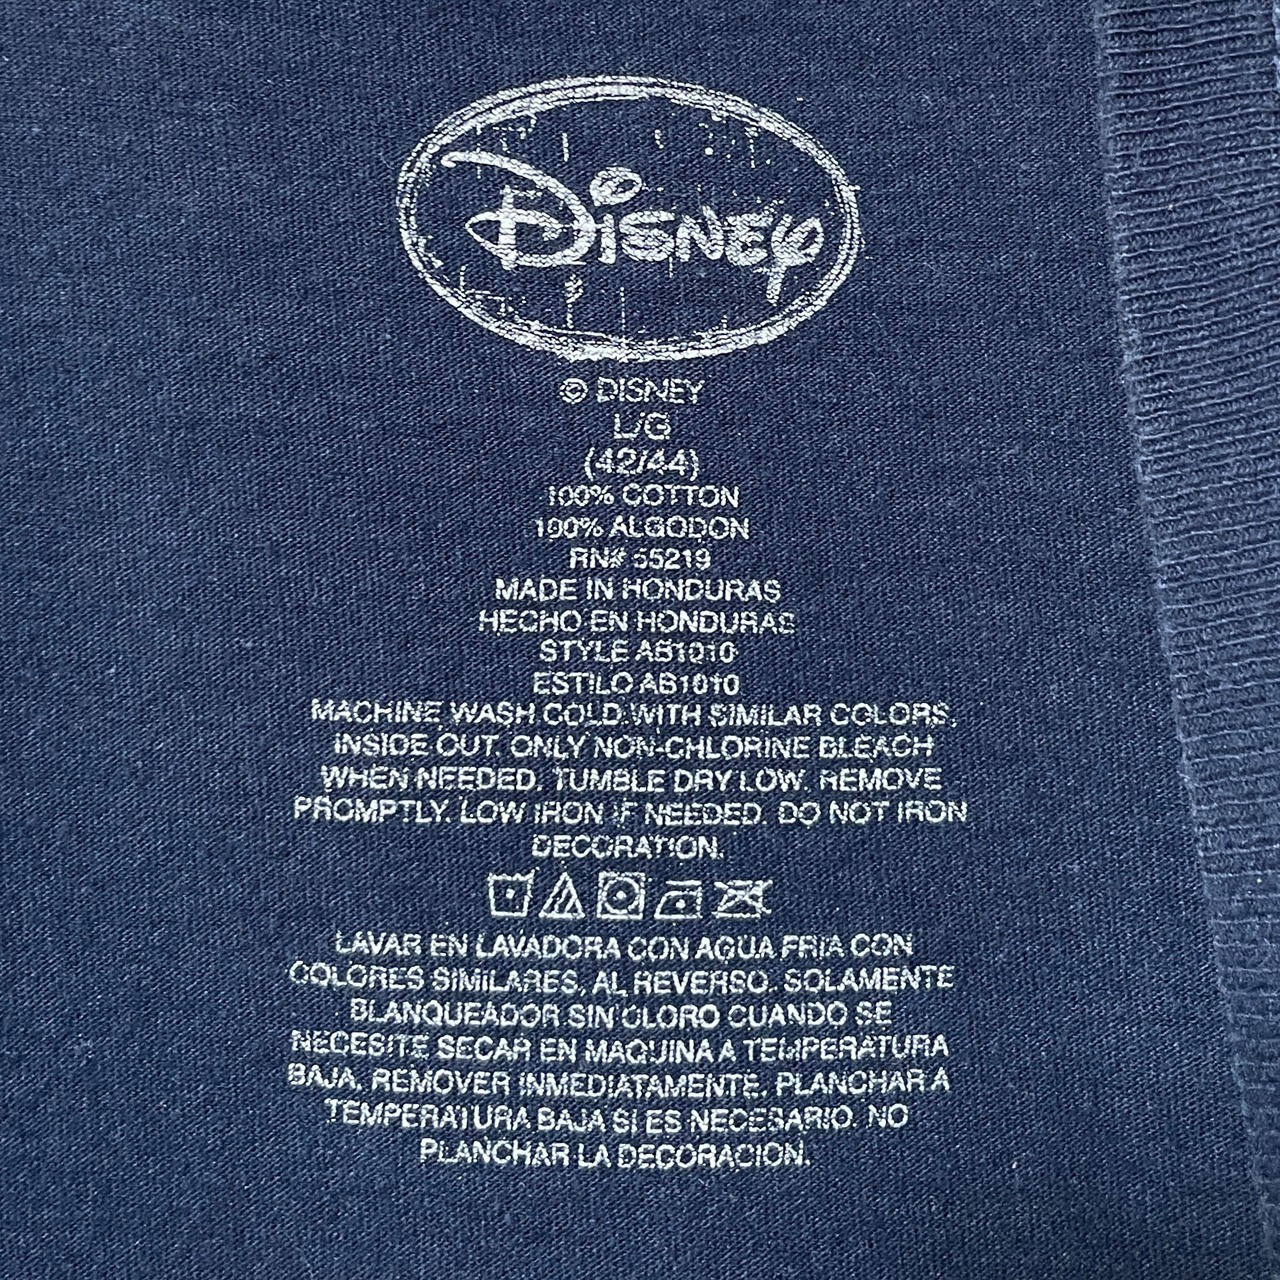 Disney
© DISNEY
L/G
(42/44)
100% COTTON
100% ALGODON
RN# 55219
MADE IN HONDURAS
HECHO EN HONDURAS
STYLE AB1010
ESTILO AB1010
MACHINE WASH COLD WITH SIMILAR COLORS,
INSIDE OUT. ONLY NON-CHLORINE BLEACH
WHEN NEEDED. TUMBLE DRY LOW. REMOVE
PROMPTLY. LOW IRON IF NEEDED. DO NOT IRON
DECORATION.
LAVAR EN LAVADORA CON AGUA FRIA CON
COLORES SIMILARES, AL REVERSO. SOLAMENTE
BLANQUEADOR SIN CLORO CUANDO SE
NECESITE SECAR EN MAQUINA A TEMPERATURA
BAJA. REMOVER INMEDIATAMENTE. PLANCHAR A
TEMPERATURA BAJA SI ES NECESARIO. NO
PLANCHAR LA DECORACION.